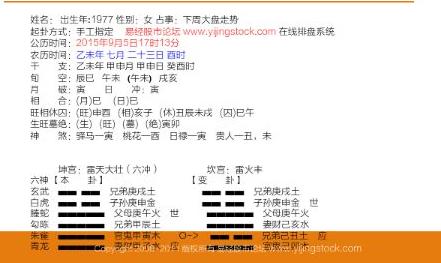 姓名: 出生年:1977 性别: 女 占事: 下周大盘走势
起卦方式: 手工指定 易经股市论坛 www.yijingstock.com 在线排盘系统
公历时间: 2015年9月5日17时13分
农历时间: 乙未年 七月 二十三日 酉时
干 支: 乙未年 甲申月 甲申日 癸酉时
旬 空: 辰巳 午未 (午未) 戌亥
月 破: 寅 日 冲: 寅
相 合: (月)巳 (日)巳
旺相休囚: (旺)申酉 (相)亥子 (休)丑辰未戌 (囚)巳午
生旺墓绝: (生) (旺) (墓) (绝)寅卯
神 煞: 驿马—寅 桃花—酉 日禄—寅 贵人—丑、未
坤宫: 雷天大壮 (六冲) 坎宫: 雷火丰
六神【本 卦】 【变 卦】
玄武 兄弟庚戌土 兄弟庚戌土
白虎 子孙庚申金 子孙庚申金 世
螣蛇 父母庚午火 世 父母庚午火
勾陈 兄弟甲辰土 妻财己亥水
朱雀 官鬼甲寅木 O-> 兄弟己丑土 应
青龙 妻财甲子水 应 官鬼己卯木